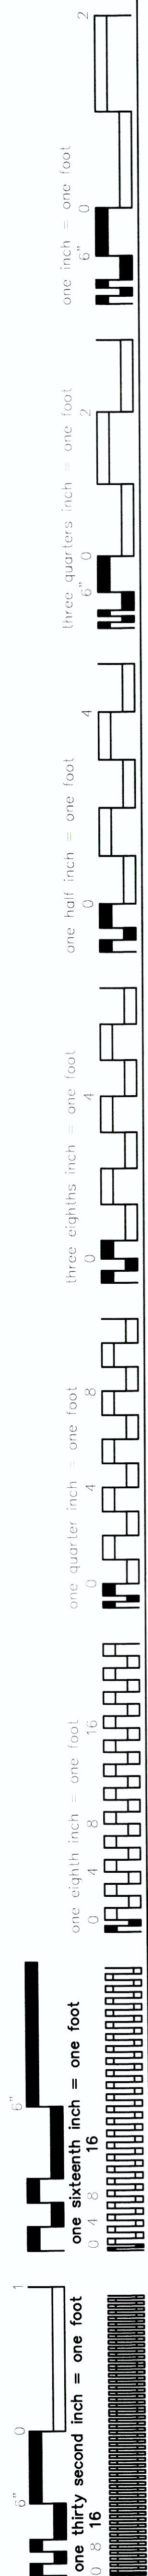 one inch = one foot
6" 0 2
three quarters inch = one foot
6" 0 2
one half inch = one foot
0 4
three eighths inch = one foot
0 4
one quarter inch = one foot
0 4 8
one eighth inch = one foot
0 4 8 16
6"
one sixteenth inch = one foot
0 4 8 16
6" 0 1
one thirty second inch = one foot
0 8 16